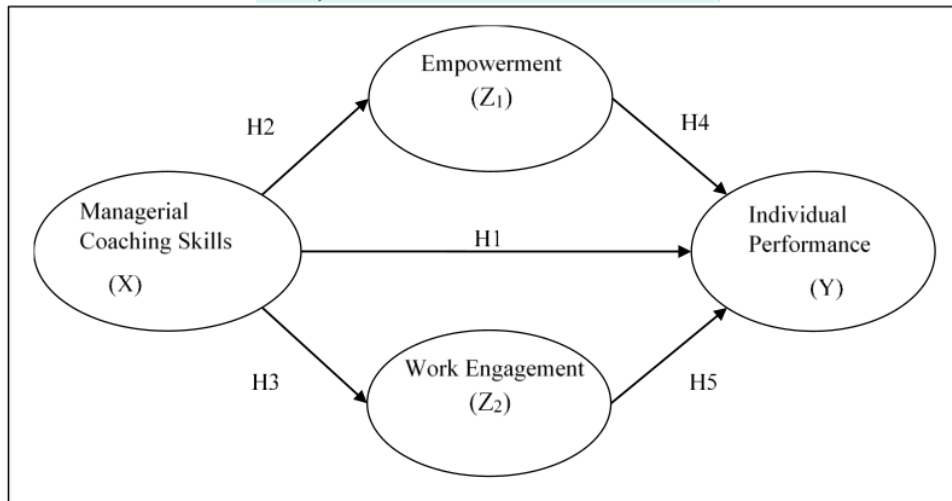 Empowerment
(Z₁)
H2
H4
Managerial
Coaching Skills
(X)
H1
Individual
Performance
(Y)
H3
Work Engagement
(Z₂)
H5